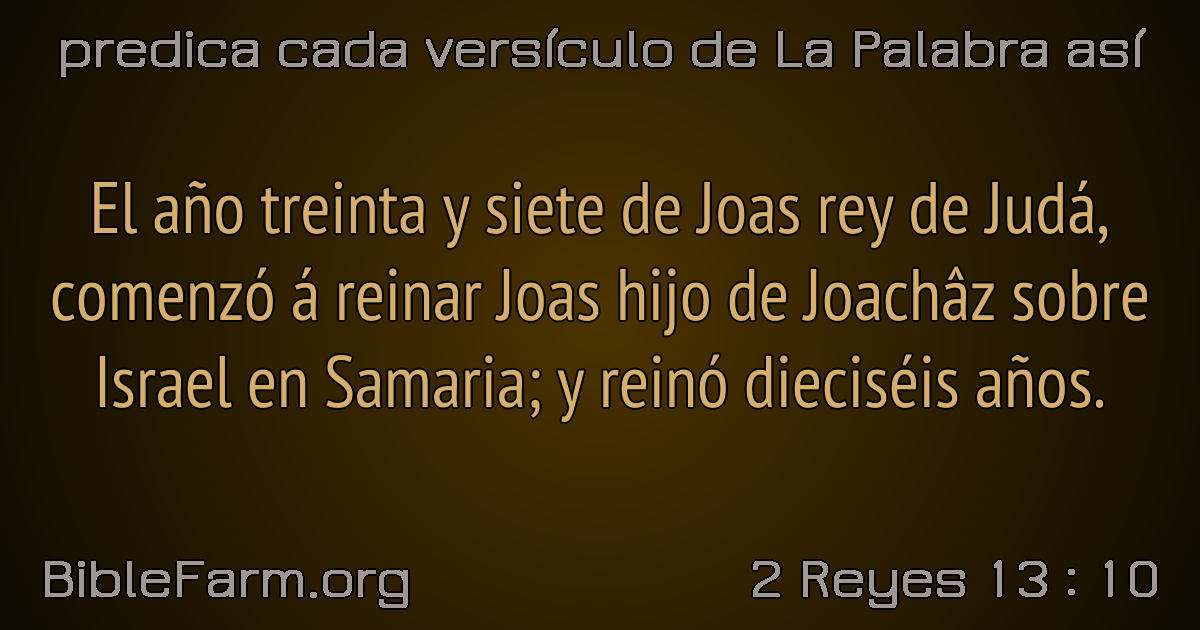 predica cada versículo de La Palabra así
El año treinta y siete de Joas rey de Judá,
comenzó á reinar Joas hijo de Joachâz sobre
Israel en Samaria; y reinó dieciséis años.
BibleFarm.org
2 Reyes 13 : 10